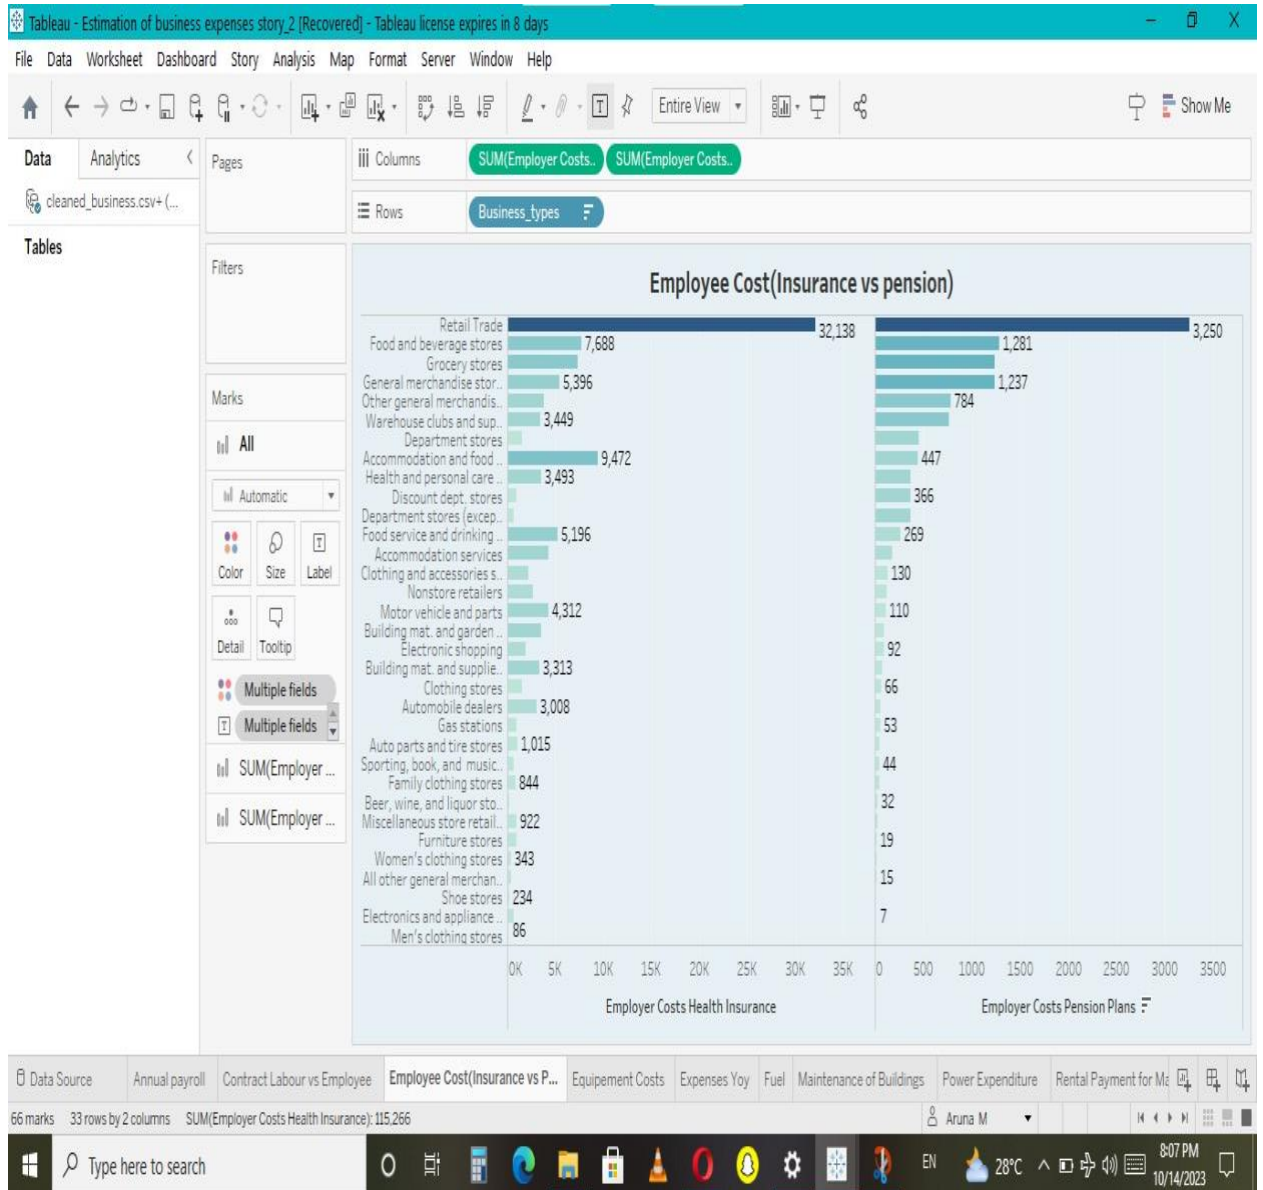 Tableau - Estimation of business expenses story_2 [Recovered] - Tableau license expires in 8 days
File Data Worksheet Dashboard Story Analysis Map Format Server Window Help
Entire View
Show Me
Data Analytics
cleaned_business.csv+ (...
Tables
Pages
Filters
Marks
All
Automatic
Color Size Label
Detail Tooltip
Multiple fields
Multiple fields
SUM(Employer ...
SUM(Employer ...
Columns SUM(Employer Costs.. SUM(Employer Costs..
Rows Business_types
Employee Cost(Insurance vs pension)
Retail Trade 32,138 3,250
Food and beverage stores 7,688 1,281
Grocery stores
General merchandise stor.. 5,396 1,237
Other general merchandis.. 784
Warehouse clubs and sup.. 3,449
Department stores
Accommodation and food .. 9,472 447
Health and personal care .. 3,493
Discount dept. stores 366
Department stores (excep..
Food service and drinking .. 5,196 269
Accommodation services
Clothing and accessories s.. 130
Nonstore retailers
Motor vehicle and parts 4,312 110
Building mat. and garden ..
Electronic shopping 92
Building mat. and supplie.. 3,313
Clothing stores 66
Automobile dealers 3,008
Gas stations 53
Auto parts and tire stores 1,015
Sporting, book, and music.. 44
Family clothing stores 844
Beer, wine, and liquor sto.. 32
Miscellaneous store retail.. 922
Furniture stores 19
Women's clothing stores 343
All other general merchan.. 15
Shoe stores 234
Electronics and appliance .. 7
Men's clothing stores 86
0K 5K 10K 15K 20K 25K 30K 35K 0 500 1000 1500 2000 2500 3000 3500
Employer Costs Health Insurance Employer Costs Pension Plans
Data Source Annual payroll Contract Labour vs Employee Employee Cost(Insurance vs P... Equipement Costs Expenses Yoy Fuel Maintenance of Buildings Power Expenditure Rental Payment for Ma
66 marks 33 rows by 2 columns SUM(Employer Costs Health Insurance): 115,266 Aruna M
Type here to search EN 28°C 8:07 PM
10/14/2023